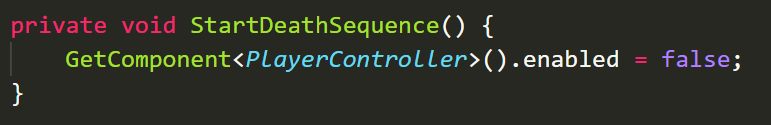 private void StartDeathSequence() {
    GetComponent<PlayerController>().enabled = false;
}